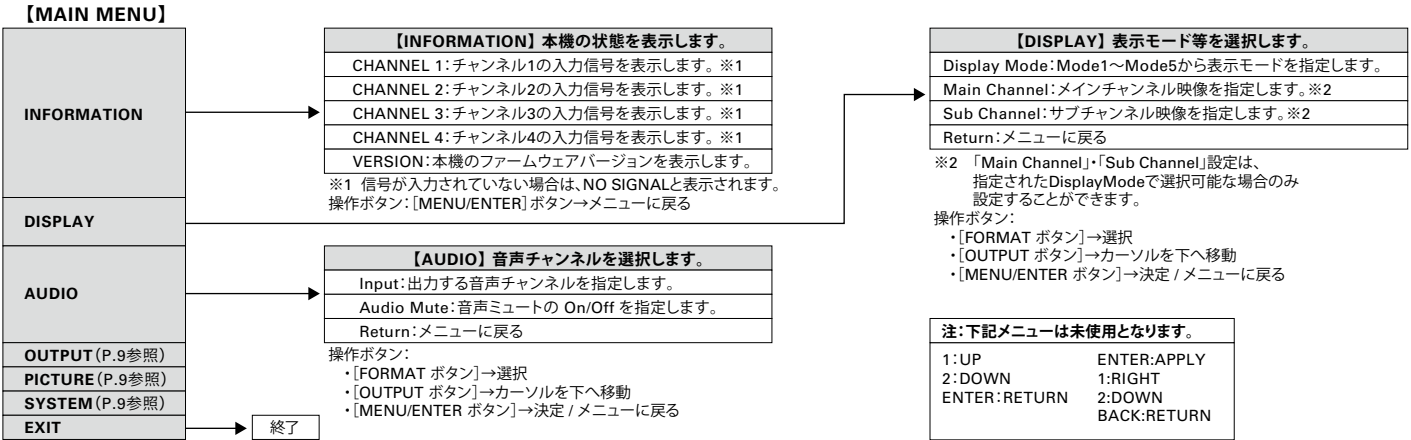 【MAIN MENU】
INFORMATION
DISPLAY
AUDIO
OUTPUT(P.9参照)
PICTURE(P.9参照)
SYSTEM(P.9参照)
EXIT
終了
【INFORMATION】本機の状態を表示します。
CHANNEL 1：チャンネル1の入力信号を表示します。※1
CHANNEL 2：チャンネル2の入力信号を表示します。※1
CHANNEL 3：チャンネル3の入力信号を表示します。※1
CHANNEL 4：チャンネル4の入力信号を表示します。※1
VERSION：本機のファームウェアバージョンを表示します。
※1 信号が入力されていない場合は、NO SIGNALと表示されます。
操作ボタン：［MENU/ENTER］ボタン→メニューに戻る
【AUDIO】音声チャンネルを選択します。
Input：出力する音声チャンネルを指定します。
Audio Mute：音声ミュートの On/Off を指定します。
Return：メニューに戻る
操作ボタン：
・［FORMAT ボタン］→選択
・［OUTPUT ボタン］→カーソルを下へ移動
・［MENU/ENTER ボタン］→決定 / メニューに戻る
【DISPLAY】表示モード等を選択します。
Display Mode：Mode1～Mode5から表示モードを指定します。
Main Channel：メインチャンネル映像を指定します。※2
Sub Channel：サブチャンネル映像を指定します。※2
Return：メニューに戻る
※2 「Main Channel」・「Sub Channel」設定は、
指定されたDisplayModeで選択可能な場合のみ
設定することができます。
操作ボタン：
・［FORMAT ボタン］→選択
・［OUTPUT ボタン］→カーソルを下へ移動
・［MENU/ENTER ボタン］→決定 / メニューに戻る
注：下記メニューは未使用となります。
1：UP
2：DOWN
ENTER：RETURN
ENTER:APPLY
1:RIGHT
2:DOWN
BACK:RETURN